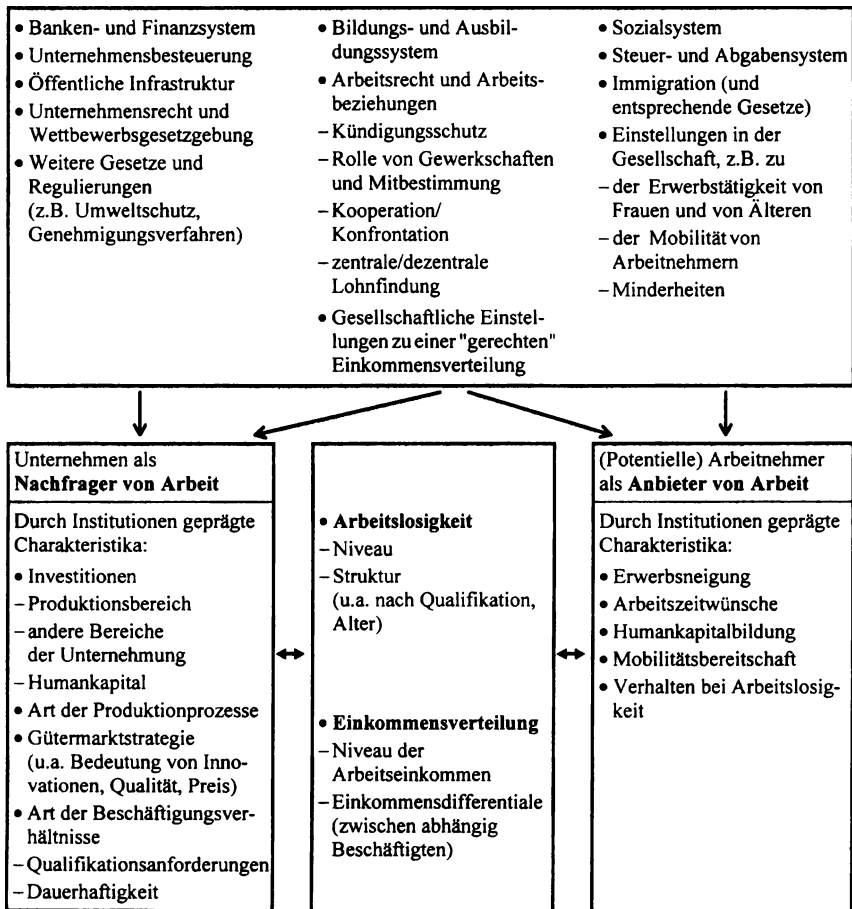 • Banken- und Finanzsystem
• Unternehmensbesteuerung
• Öffentliche Infrastruktur
• Unternehmensrecht und
Wettbewerbsgesetzgebung
• Weitere Gesetze und
Regulierungen
(z.B. Umweltschutz,
Genehmigungsverfahren)
• Bildungs- und Ausbil-
dungssystem
• Arbeitsrecht und Arbeits-
beziehungen
– Kündigungsschutz
– Rolle von Gewerkschaften
und Mitbestimmung
– Kooperation/
Konfrontation
– zentrale/dezentrale
Lohnfindung
• Gesellschaftliche Einstel-
lungen zu einer "gerechten"
Einkommensverteilung
• Sozialsystem
• Steuer- und Abgabensystem
• Immigration (und
entsprechende Gesetze)
• Einstellungen in der
Gesellschaft, z.B. zu
– der Erwerbstätigkeit von
Frauen und von Älteren
– der Mobilität von
Arbeitnehmern
– Minderheiten
Unternehmen als
Nachfrager von Arbeit
Durch Institutionen geprägte
Charakteristika:
• Investitionen
– Produktionsbereich
– andere Bereiche
der Unternehmung
– Humankapital
• Art der Produktionprozesse
• Gütermarktstrategie
(u.a. Bedeutung von Inno-
vationen, Qualität, Preis)
• Art der Beschäftigungsver-
hältnisse
– Qualifikationsanforderungen
– Dauerhaftigkeit
• Arbeitslosigkeit
– Niveau
– Struktur
(u.a. nach Qualifikation,
Alter)
• Einkommensverteilung
– Niveau der
Arbeitseinkommen
– Einkommensdifferentiale
(zwischen abhängig
Beschäftigten)
(Potentielle) Arbeitnehmer
als Anbieter von Arbeit
Durch Institutionen geprägte
Charakteristika:
• Erwerbsneigung
• Arbeitszeitwünsche
• Humankapitalbildung
• Mobilitätsbereitschaft
• Verhalten bei Arbeitslosig-
keit